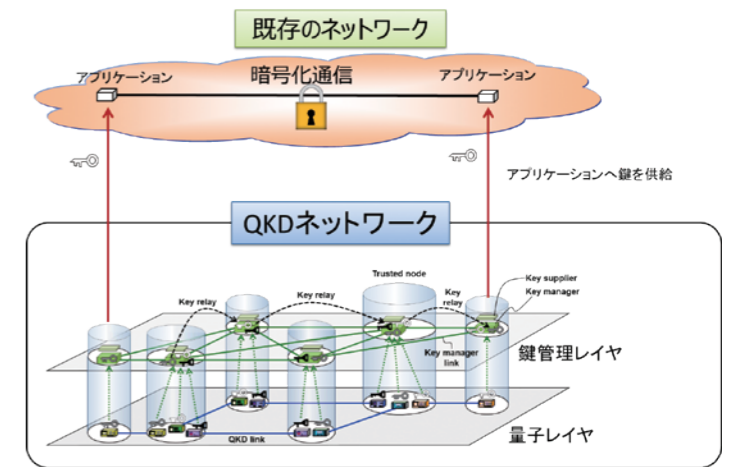 既存のネットワーク
アプリケーション
暗号化通信
アプリケーション
アプリケーションへ鍵を供給
QKDネットワーク
Trusted node
Key relay
Key relay
Key
relay
Key supplier
Key manager
Key manager
link
鍵管理レイヤ
QKD link
量子レイヤ